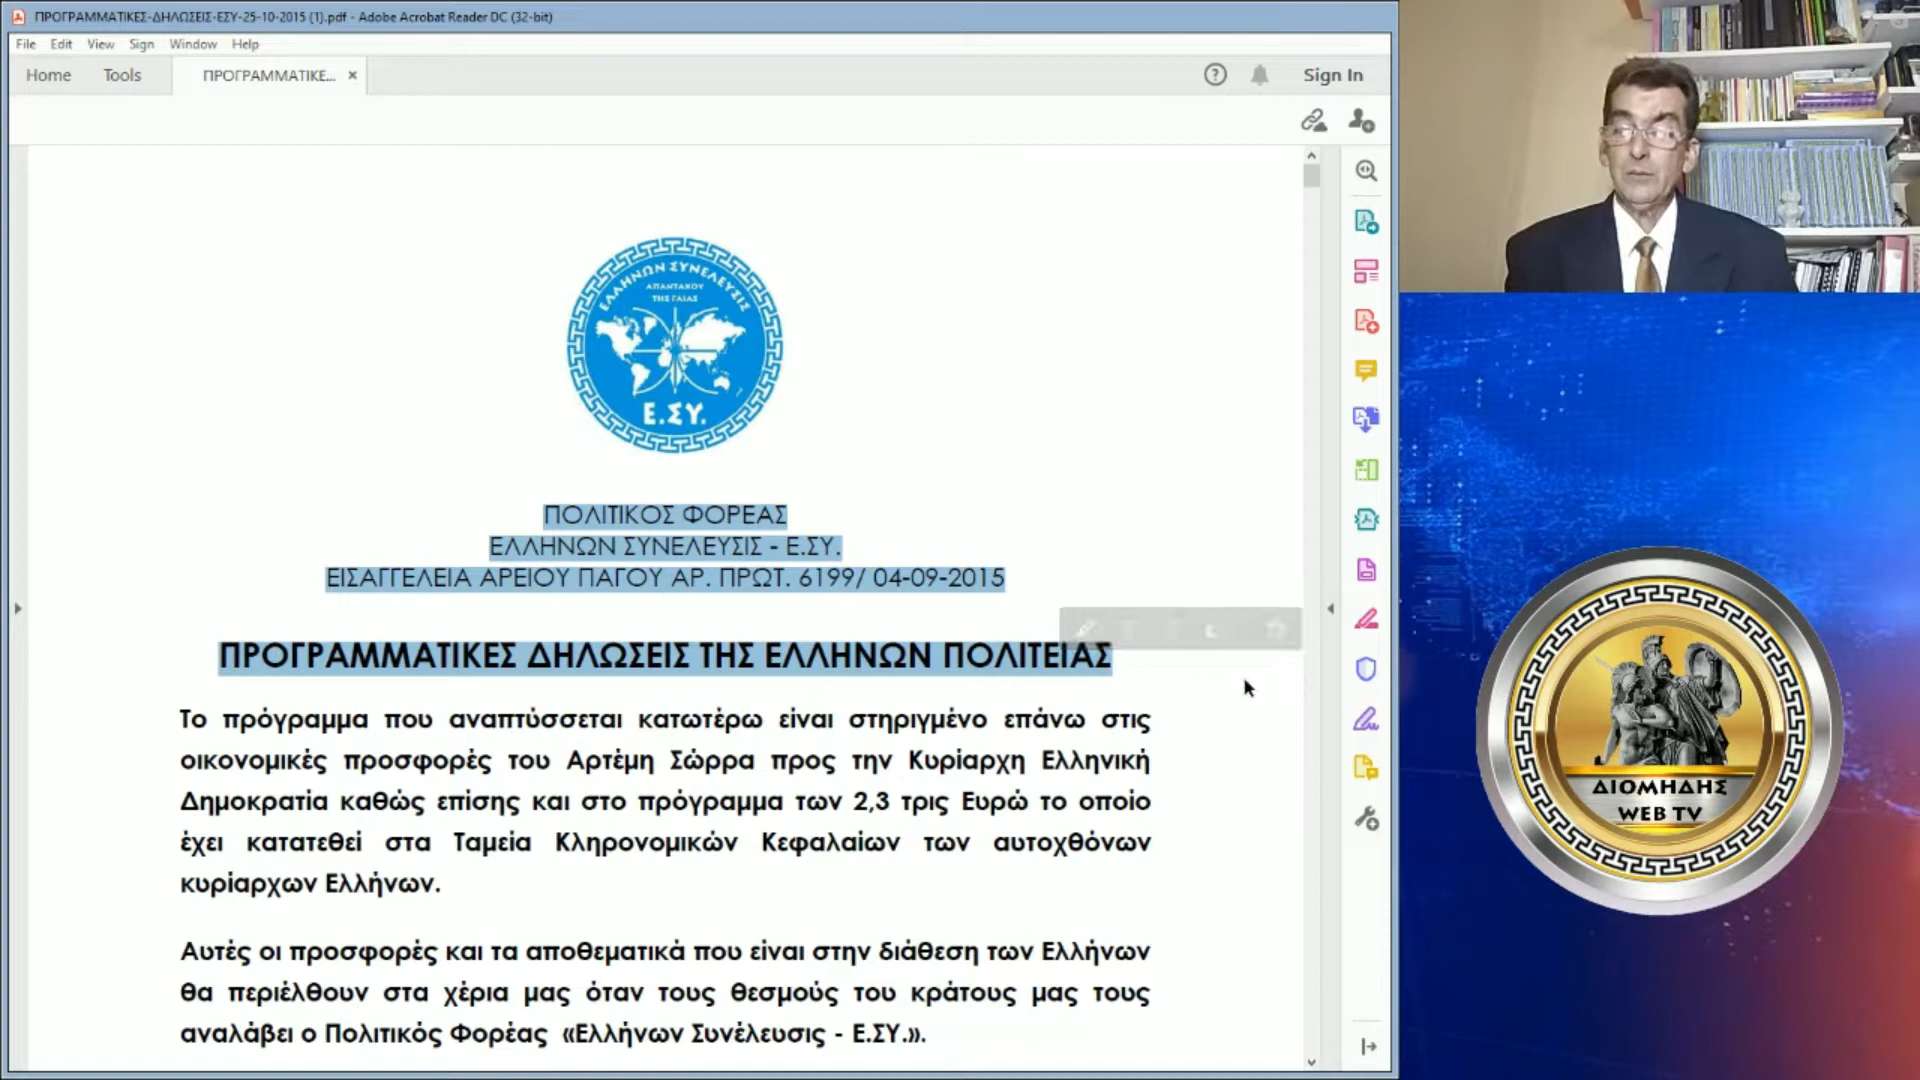 ΠΡΟΓΡΑΜΜΑΤΙΚΕΣ-ΔΗΛΩΣΕΙΣ-ΕΣΥ-25-10-2015 (1).pdf - Adobe Acrobat Reader DC (32-bit)
File Edit View Sign Window Help
Home Tools ΠΡΟΓΡΑΜΜΑΤΙΚΕ... × Sign In
ΕΛΛΗΝΩΝ ΣΥΝΕΛΕΥΣΙΣ
ΑΠΑΝΤΑΧΟΥ
ΤΗΣ ΓΑΙΑΣ
Ε.ΣΥ.
ΠΟΛΙΤΙΚΟΣ ΦΟΡΕΑΣ
ΕΛΛΗΝΩΝ ΣΥΝΕΛΕΥΣΙΣ - Ε.ΣΥ.
ΕΙΣΑΓΓΕΛΕΙΑ ΑΡΕΙΟΥ ΠΑΓΟΥ ΑΡ. ΠΡΩΤ. 6199/ 04-09-2015
ΠΡΟΓΡΑΜΜΑΤΙΚΕΣ ΔΗΛΩΣΕΙΣ ΤΗΣ ΕΛΛΗΝΩΝ ΠΟΛΙΤΕΙΑΣ
Το πρόγραμμα που αναπτύσσεται κατωτέρω είναι στηριγμένο επάνω στις
οικονομικές προσφορές του Αρτέμη Σώρρα προς την Κυρίαρχη Ελληνική
Δημοκρατία καθώς επίσης και στο πρόγραμμα των 2,3 τρις Ευρώ το οποίο
έχει κατατεθεί στα Ταμεία Κληρονομικών Κεφαλαίων των αυτοχθόνων
κυρίαρχων Ελλήνων.
Αυτές οι προσφορές και τα αποθεματικά που είναι στην διάθεση των Ελλήνων
θα περιέλθουν στα χέρια μας όταν τους θεσμούς του κράτους μας τους
αναλάβει ο Πολιτικός Φορέας «Ελλήνων Συνέλευσις - Ε.ΣΥ.».
ΔΙΟΜΗΔΗΣ
WEB TV